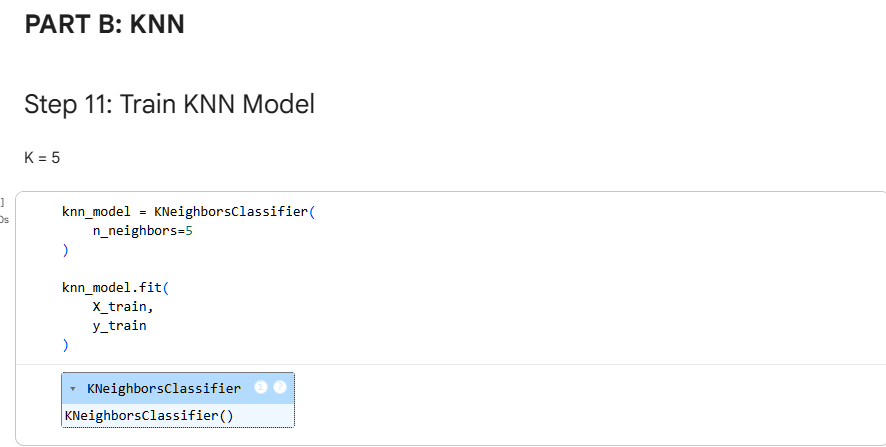 PART B: KNN
Step 11: Train KNN Model
K = 5
]
0s
knn_model = KNeighborsClassifier(
    n_neighbors=5
)
knn_model.fit(
    X_train,
    y_train
)
▾ KNeighborsClassifier i ?
KNeighborsClassifier()